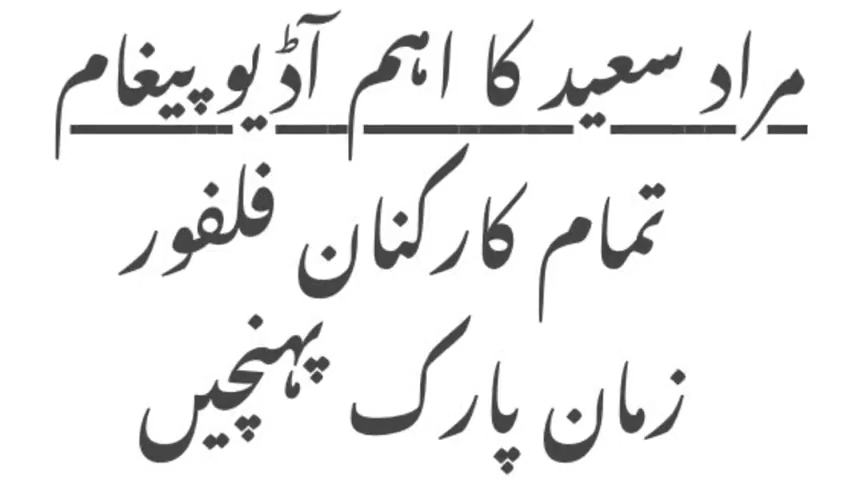 مراد سعید کا اہم آڈیو پیغام
تمام کارکنان فلفور
زمان پارک پہنچیں